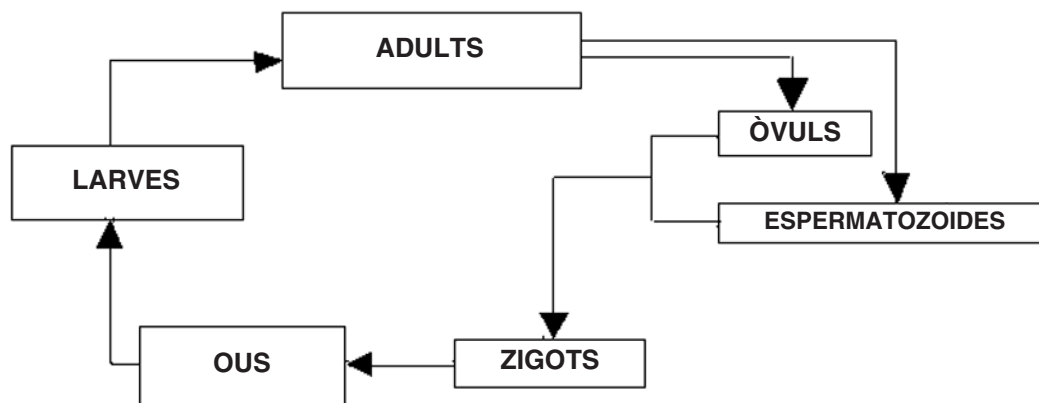 ADULTS
ÒVULS
LARVES
ESPERMATOZOIDES
OUS
ZIGOTS